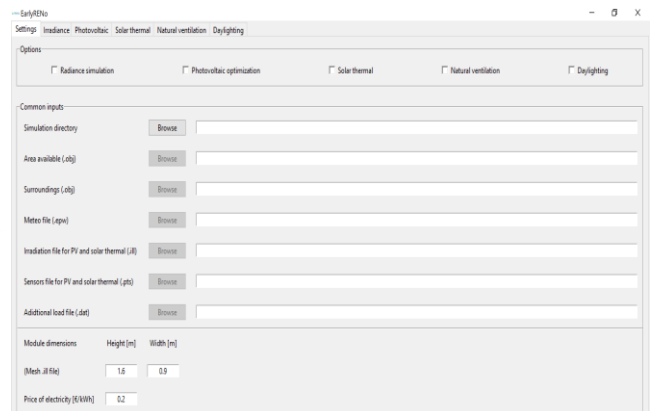 EarlyRENo
Settings Irradiance Photovoltaic Solar thermal Natural ventilation Daylighting
Options
Radiance simulation Photovoltaic optimization Solar thermal Natural ventilation Daylighting
Common inputs
Simulation directory Browse
Area available (.obj) Browse
Surroundings (.obj) Browse
Meteo file (.epw) Browse
Irradiation file for PV and solar thermal (.ill) Browse
Sensors file for PV and solar thermal (.pts) Browse
Adidtional load file (.dat) Browse
Module dimensions Height [m] Width [m]
(Mesh .ill file) 1.6 0.9
Price of electricity [€/kWh] 0.2